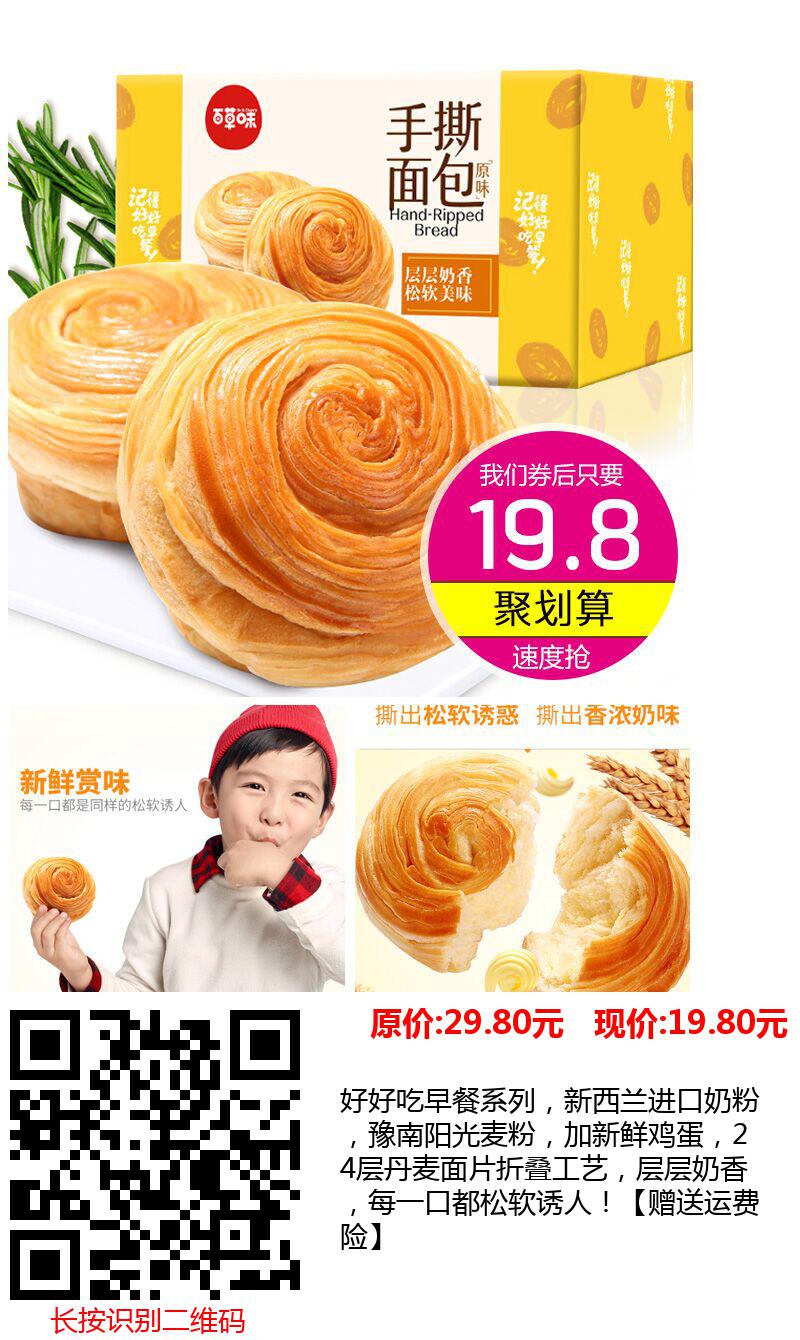 百草味
手撕
面包
「原味」
Hand-Ripped
Bread
层层奶香
松软美味
记得
好好
吃早餐!
记得
好好
吃早餐!
我们券后只要
19.8
聚划算
速度抢
新鲜赏味
每一口都是同样的松软诱人
撕出松软诱惑 撕出香浓奶味
原价:29.80元 现价:19.80元
好好吃早餐系列，新西兰进口奶粉
，豫南阳光麦粉，加新鲜鸡蛋，2
4层丹麦面片折叠工艺，层层奶香
，每一口都松软诱人！【赠送运费
险】
长按识别二维码